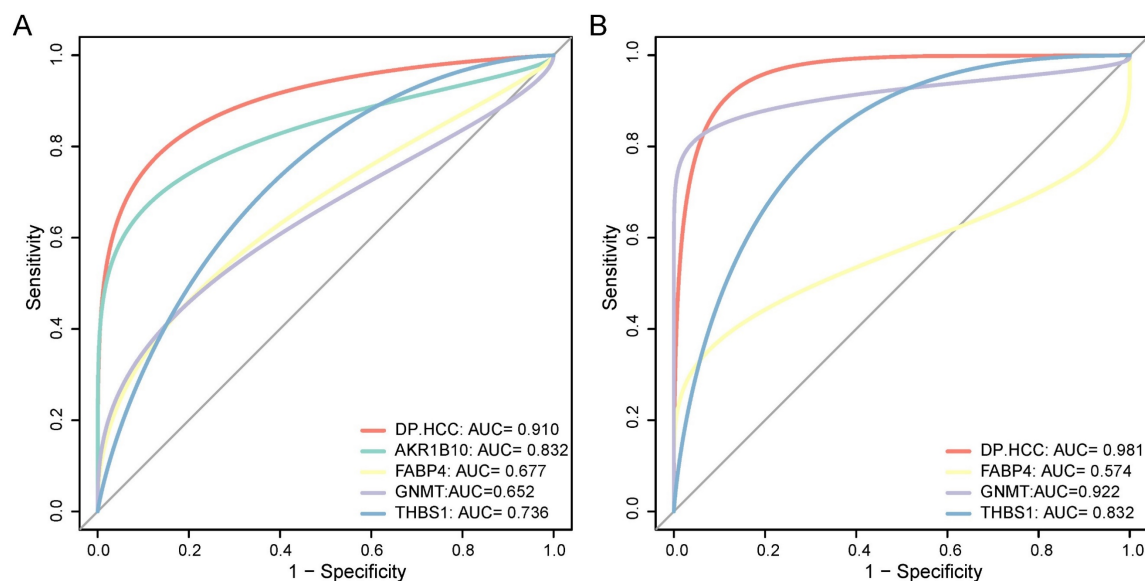 A
1.0
0.8
0.6
0.4
0.2
0.0
Sensitivity
DP.HCC: AUC= 0.910
AKR1B10: AUC= 0.832
FABP4: AUC= 0.677
GNMT:AUC=0.652
THBS1: AUC= 0.736
0.0 0.2 0.4 0.6 0.8 1.0
1 − Specificity
B
1.0
0.8
0.6
0.4
0.2
0.0
Sensitivity
DP.HCC: AUC= 0.981
FABP4: AUC= 0.574
GNMT:AUC=0.922
THBS1: AUC= 0.832
0.0 0.2 0.4 0.6 0.8 1.0
1 − Specificity